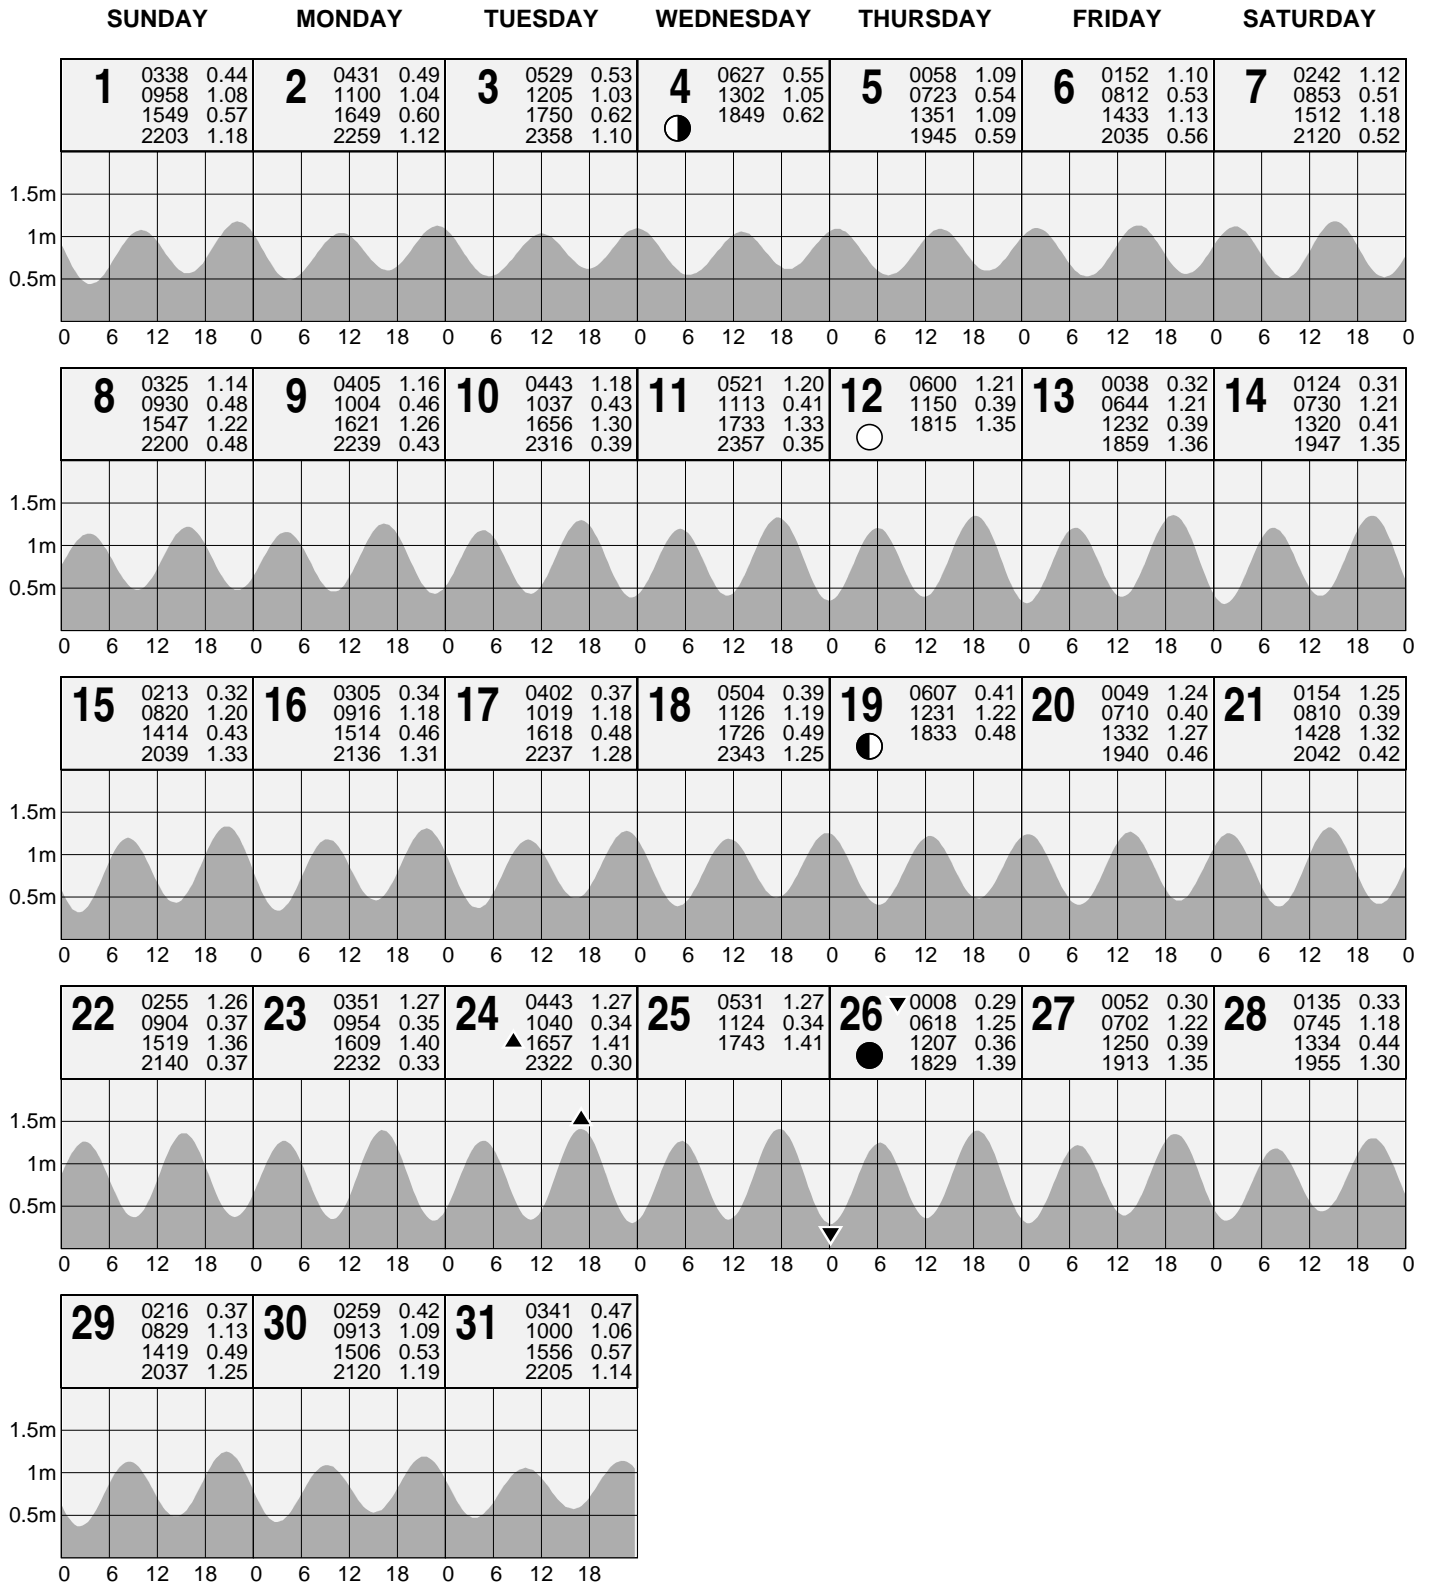 SUNDAY MONDAY TUESDAY WEDNESDAY THURSDAY FRIDAY SATURDAY
1 0338 0.44
0958 1.08
1549 0.57
2203 1.18
2 0431 0.49
1100 1.04
1649 0.60
2259 1.12
3 0529 0.53
1205 1.03
1750 0.62
2358 1.10
4 0627 0.55
1302 1.05
1849 0.62
5 0058 1.09
0723 0.54
1351 1.09
1945 0.59
6 0152 1.10
0812 0.53
1433 1.13
2035 0.56
7 0242 1.12
0853 0.51
1512 1.18
2120 0.52
1.5m
1m
0.5m
0 6 12 18 0 6 12 18 0 6 12 18 0 6 12 18 0 6 12 18 0 6 12 18 0 6 12 18 0
8 0325 1.14
0930 0.48
1547 1.22
2200 0.48
9 0405 1.16
1004 0.46
1621 1.26
2239 0.43
10 0443 1.18
1037 0.43
1656 1.30
2316 0.39
11 0521 1.20
1113 0.41
1733 1.33
2357 0.35
12 0600 1.21
1150 0.39
1815 1.35
13 0038 0.32
0644 1.21
1232 0.39
1859 1.36
14 0124 0.31
0730 1.21
1320 0.41
1947 1.35
1.5m
1m
0.5m
0 6 12 18 0 6 12 18 0 6 12 18 0 6 12 18 0 6 12 18 0 6 12 18 0 6 12 18 0
15 0213 0.32
0820 1.20
1414 0.43
2039 1.33
16 0305 0.34
0916 1.18
1514 0.46
2136 1.31
17 0402 0.37
1019 1.18
1618 0.48
2237 1.28
18 0504 0.39
1126 1.19
1726 0.49
2343 1.25
19 0607 0.41
1231 1.22
1833 0.48
20 0049 1.24
0710 0.40
1332 1.27
1940 0.46
21 0154 1.25
0810 0.39
1428 1.32
2042 0.42
1.5m
1m
0.5m
0 6 12 18 0 6 12 18 0 6 12 18 0 6 12 18 0 6 12 18 0 6 12 18 0 6 12 18 0
22 0255 1.26
0904 0.37
1519 1.36
2140 0.37
23 0351 1.27
0954 0.35
1609 1.40
2232 0.33
24 0443 1.27
1040 0.34
1657 1.41
2322 0.30
25 0531 1.27
1124 0.34
1743 1.41
26 0008 0.29
0618 1.25
1207 0.36
1829 1.39
27 0052 0.30
0702 1.22
1250 0.39
1913 1.35
28 0135 0.33
0745 1.18
1334 0.44
1955 1.30
1.5m
1m
0.5m
0 6 12 18 0 6 12 18 0 6 12 18 0 6 12 18 0 6 12 18 0 6 12 18 0 6 12 18 0
29 0216 0.37
0829 1.13
1419 0.49
2037 1.25
30 0259 0.42
0913 1.09
1506 0.53
2120 1.19
31 0341 0.47
1000 1.06
1556 0.57
2205 1.14
1.5m
1m
0.5m
0 6 12 18 0 6 12 18 0 6 12 18